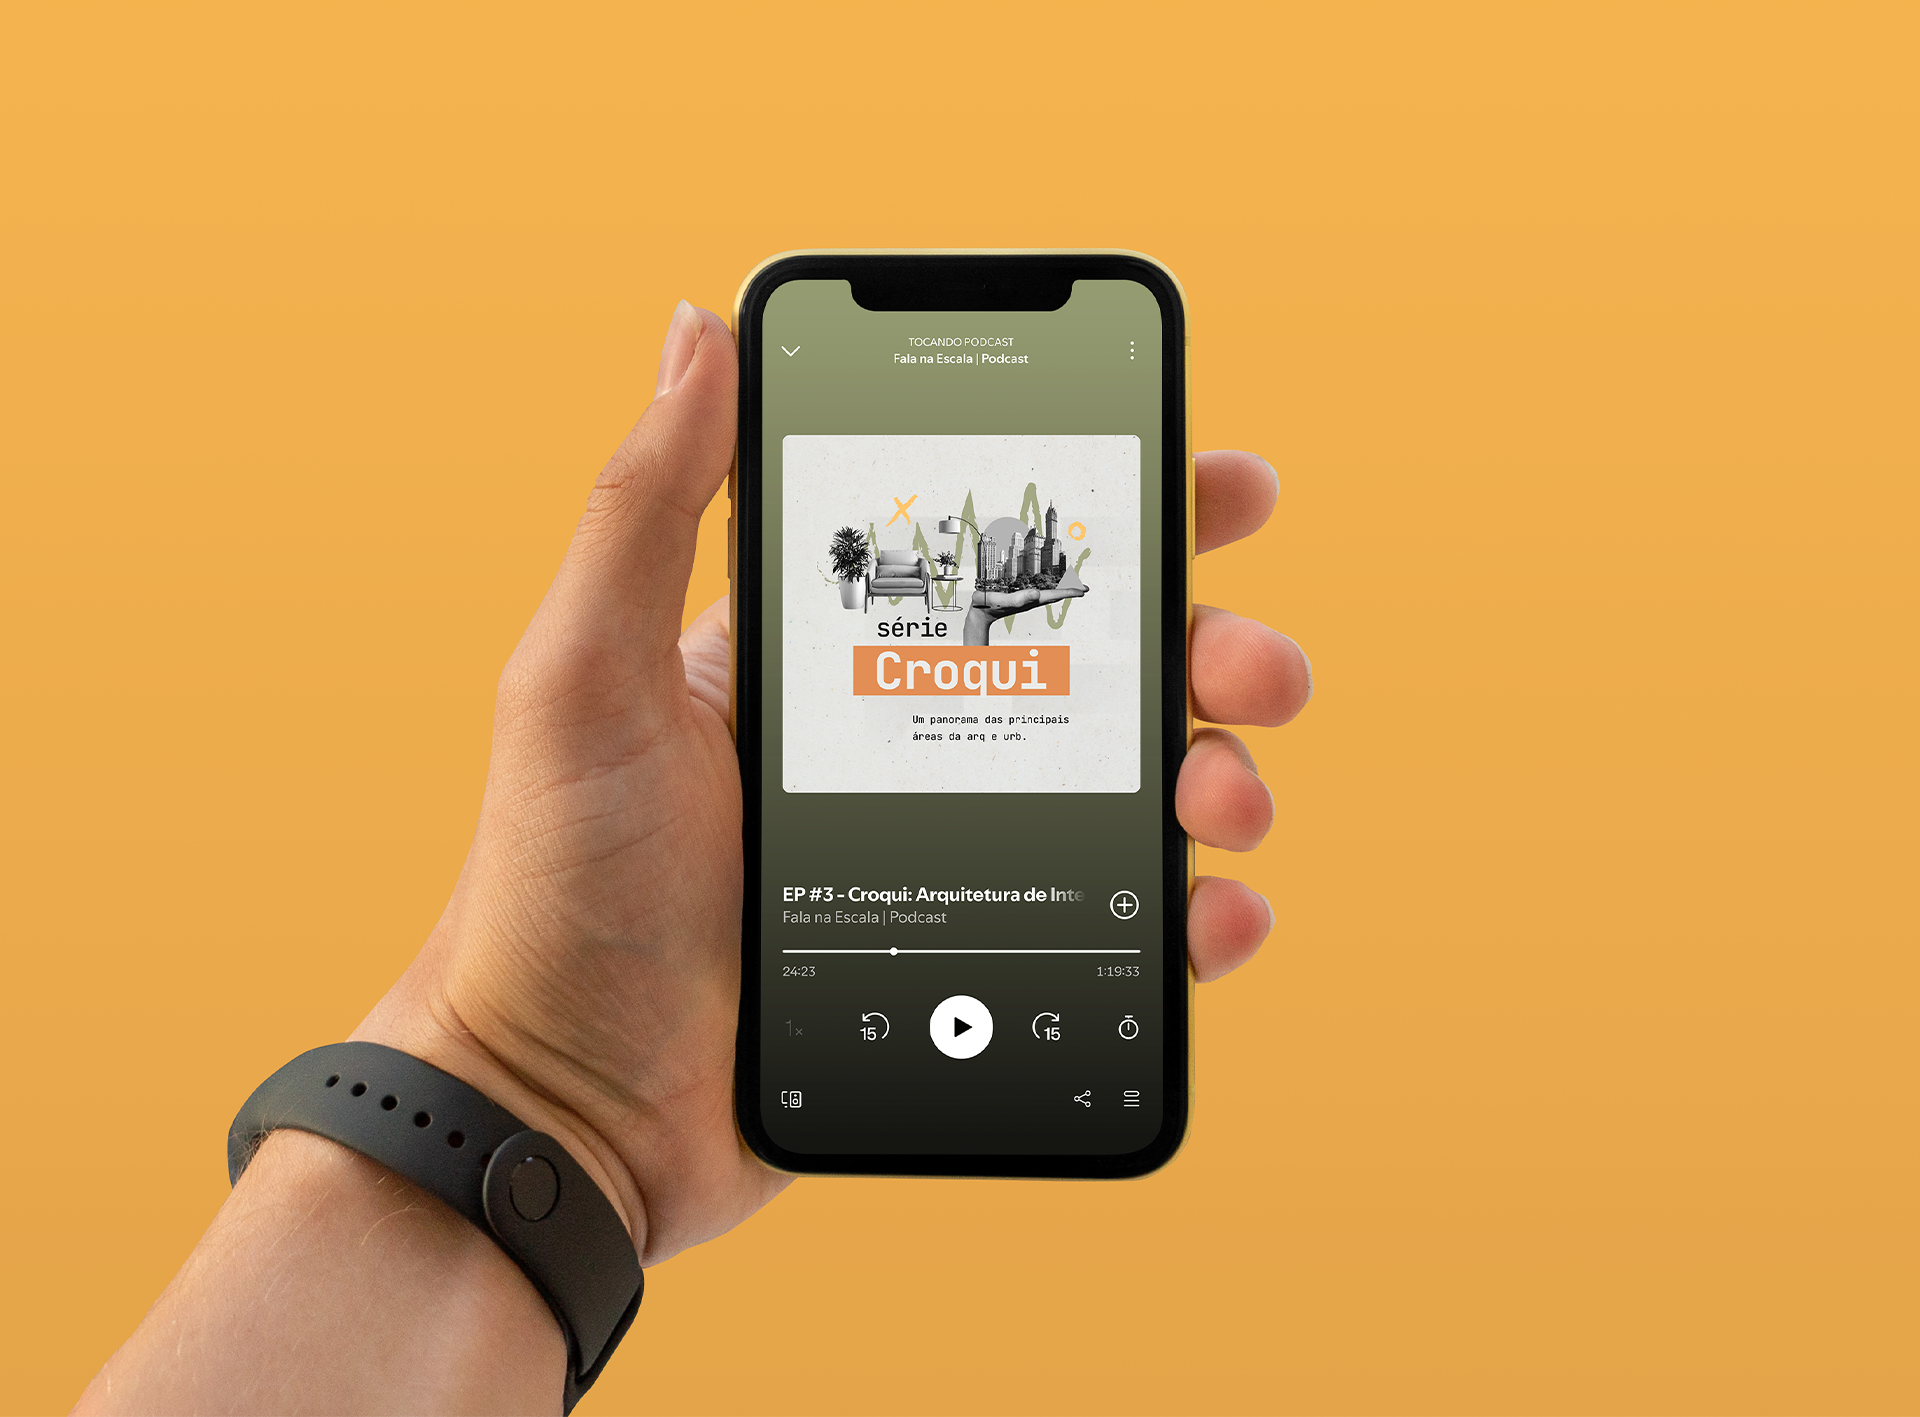 TOCANDO PODCAST
Fala na Escala | Podcast
série
Croqui
Um panorama das principais
áreas da arq e urb.
EP #3 - Croqui: Arquitetura de Inte
Fala na Escala | Podcast
24:23
1:19:33
1x
15
15